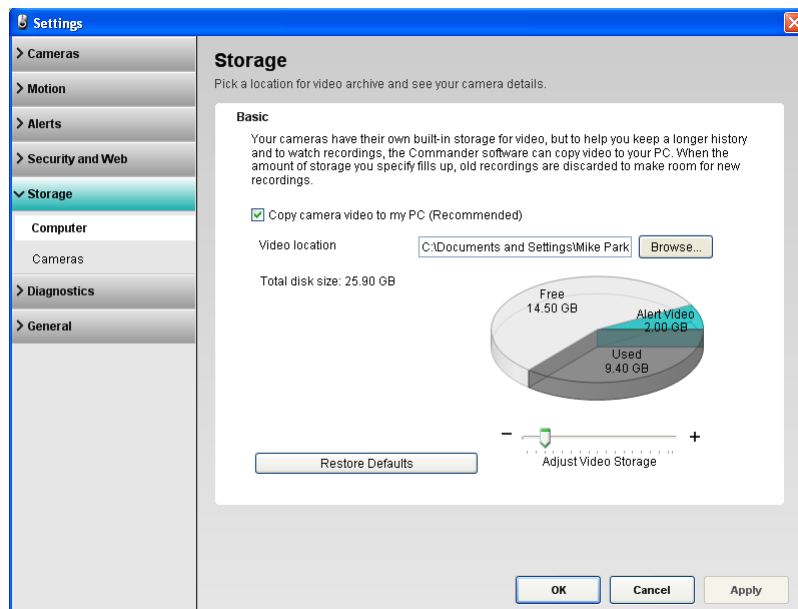 Settings
Cameras
Motion
Alerts
Security and Web
Storage
Computer
Cameras
Diagnostics
General
Storage
Pick a location for video archive and see your camera details.
Basic
Your cameras have their own built-in storage for video, but to help you keep a longer history
and to watch recordings, the Commander software can copy video to your PC. When the
amount of storage you specify fills up, old recordings are discarded to make room for new
recordings.
Copy camera video to my PC (Recommended)
Video location
C:\Documents and Settings\Mike Park
Browse...
Total disk size: 25.90 GB
Free
14.50 GB
Alert Video
2.00 GB
Used
9.40 GB
− +
Adjust Video Storage
Restore Defaults
OK
Cancel
Apply